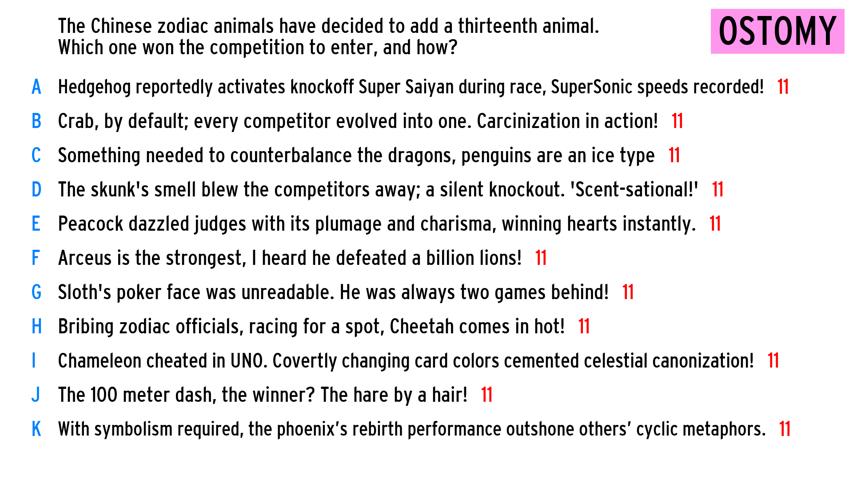 The Chinese zodiac animals have decided to add a thirteenth animal.
Which one won the competition to enter, and how?
OSTOMY
A Hedgehog reportedly activates knockoff Super Saiyan during race, SuperSonic speeds recorded! 11
B Crab, by default; every competitor evolved into one. Carcinization in action! 11
C Something needed to counterbalance the dragons, penguins are an ice type 11
D The skunk's smell blew the competitors away; a silent knockout. 'Scent-sational!' 11
E Peacock dazzled judges with its plumage and charisma, winning hearts instantly. 11
F Arceus is the strongest, I heard he defeated a billion lions! 11
G Sloth's poker face was unreadable. He was always two games behind! 11
H Bribing zodiac officials, racing for a spot, Cheetah comes in hot! 11
I Chameleon cheated in UNO. Covertly changing card colors cemented celestial canonization! 11
J The 100 meter dash, the winner? The hare by a hair! 11
K With symbolism required, the phoenix’s rebirth performance outshone others’ cyclic metaphors. 11